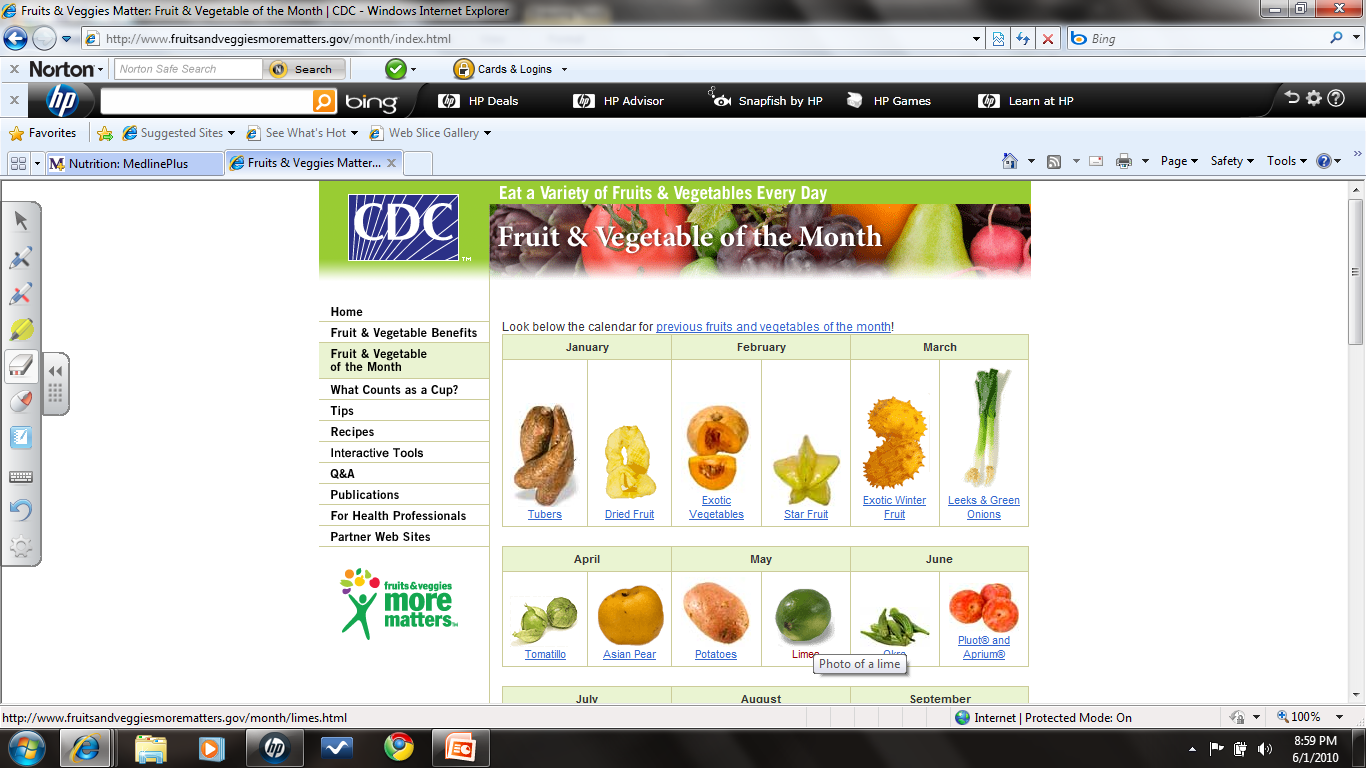 Fruits & Veggies Matter: Fruit & Vegetable of the Month | CDC - Windows Internet Explorer
http://www.fruitsandveggiesmorematters.gov/month/index.html
Bing
Norton
Norton Safe Search
Search
Cards & Logins
hp
bing
HP Deals
HP Advisor
Snapfish by HP
HP Games
Learn at HP
Favorites
Suggested Sites
See What's Hot
Web Slice Gallery
Nutrition: MedlinePlus
Fruits & Veggies Matter...
Page
Safety
Tools
CDC
TM
Eat a Variety of Fruits & Vegetables Every Day
Fruit & Vegetable of the Month
Home
Fruit & Vegetable Benefits
Fruit & Vegetable
of the Month
What Counts as a Cup?
Tips
Recipes
Interactive Tools
Q&A
Publications
For Health Professionals
Partner Web Sites
fruits&veggies
more
matters™
Look below the calendar for previous fruits and vegetables of the month!
January
February
March
Tubers
Dried Fruit
Exotic
Vegetables
Star Fruit
Exotic Winter
Fruit
Leeks & Green
Onions
April
May
June
Tomatillo
Asian Pear
Potatoes
Limes
Photo of a lime
Okra
Pluot® and
Aprium®
July
August
September
http://www.fruitsandveggiesmorematters.gov/month/limes.html
Internet | Protected Mode: On
100%
hp
8:59 PM
6/1/2010